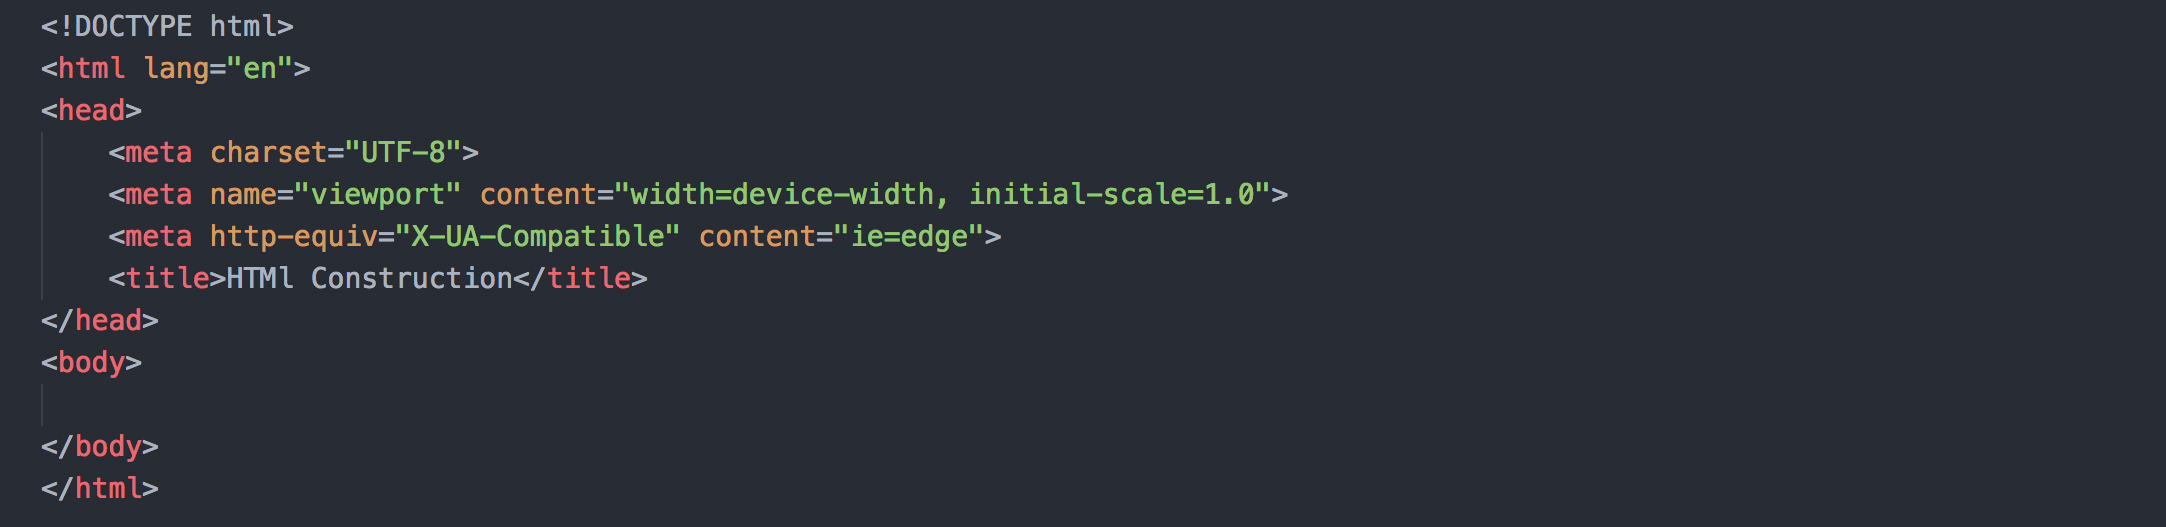 <!DOCTYPE html>
<html lang="en">
<head>
    <meta charset="UTF-8">
    <meta name="viewport" content="width=device-width, initial-scale=1.0">
    <meta http-equiv="X-UA-Compatible" content="ie=edge">
    <title>HTMl Construction</title>
</head>
<body>

</body>
</html>